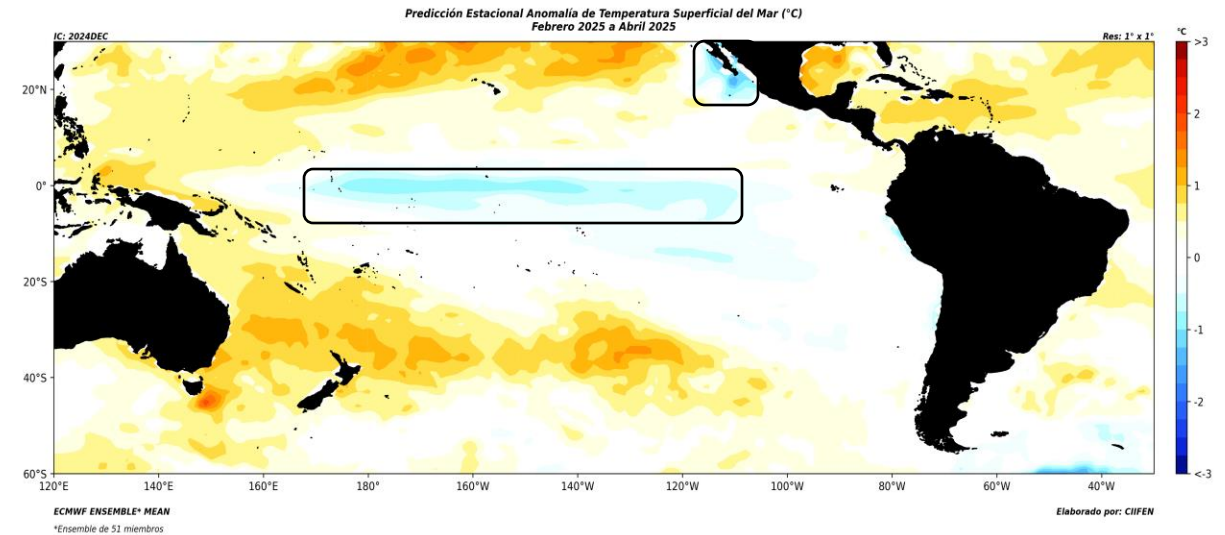 Predicción Estacional Anomalía de Temperatura Superficial del Mar (°C)
Febrero 2025 a Abril 2025
IC: 2024DEC
Res: 1° x 1°
°C
>3
2
1
0
-1
-2
<-3
20°N
0°
20°S
40°S
60°S
120°E 140°E 160°E 180° 160°W 140°W 120°W 100°W 80°W 60°W 40°W
ECMWF ENSEMBLE* MEAN
Elaborado por: CIIFEN
*Ensemble de 51 miembros